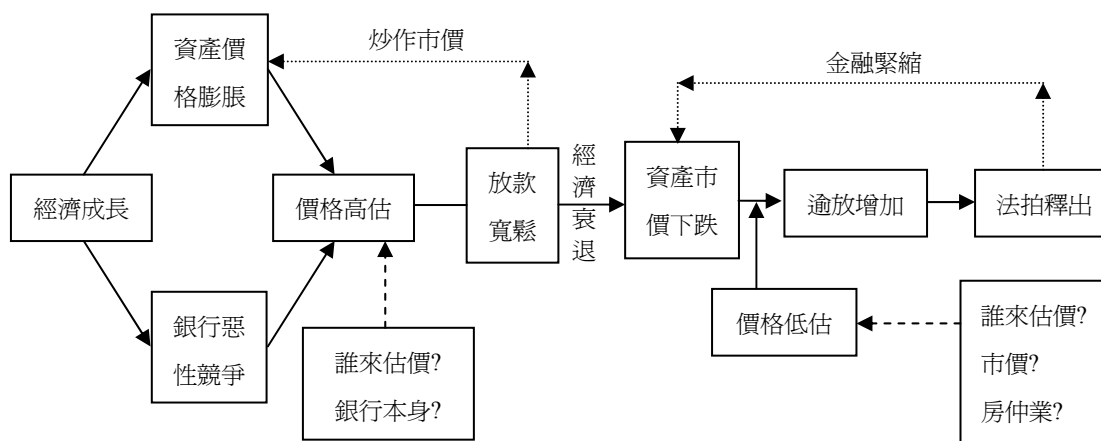 資產價
格膨脹
炒作市價
金融緊縮
經濟成長
價格高估
放款
寬鬆
經濟衰退
資產市
價下跌
逾放增加
法拍釋出
銀行惡
性競爭
誰來估價?
銀行本身?
價格低估
誰來估價?
市價?
房仲業?